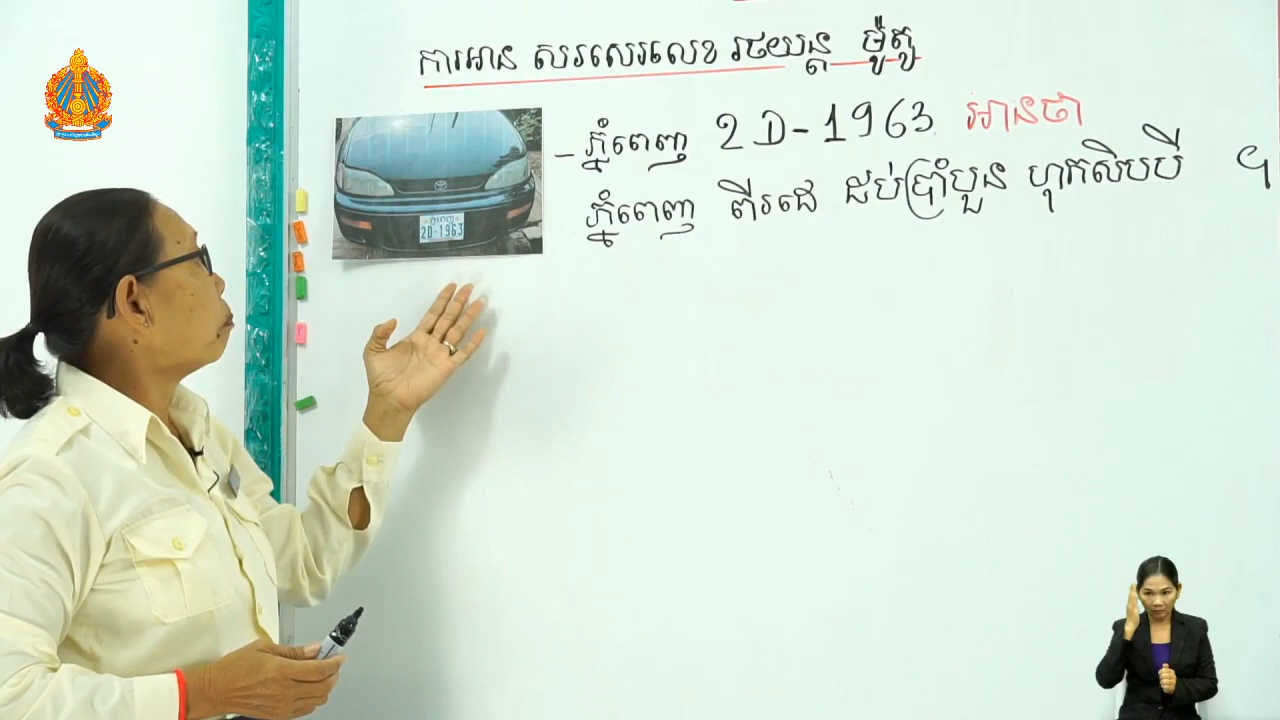 ការអាន សរសេរលេខ រថយន្ត ម៉ូតូ
ភ្នំពេញ
2D-1963
- ភ្នំពេញ 2D-1963 អានថា
ភ្នំពេញ ពីរដេ ដប់ប្រាំបួន ហុកសិបបី ។